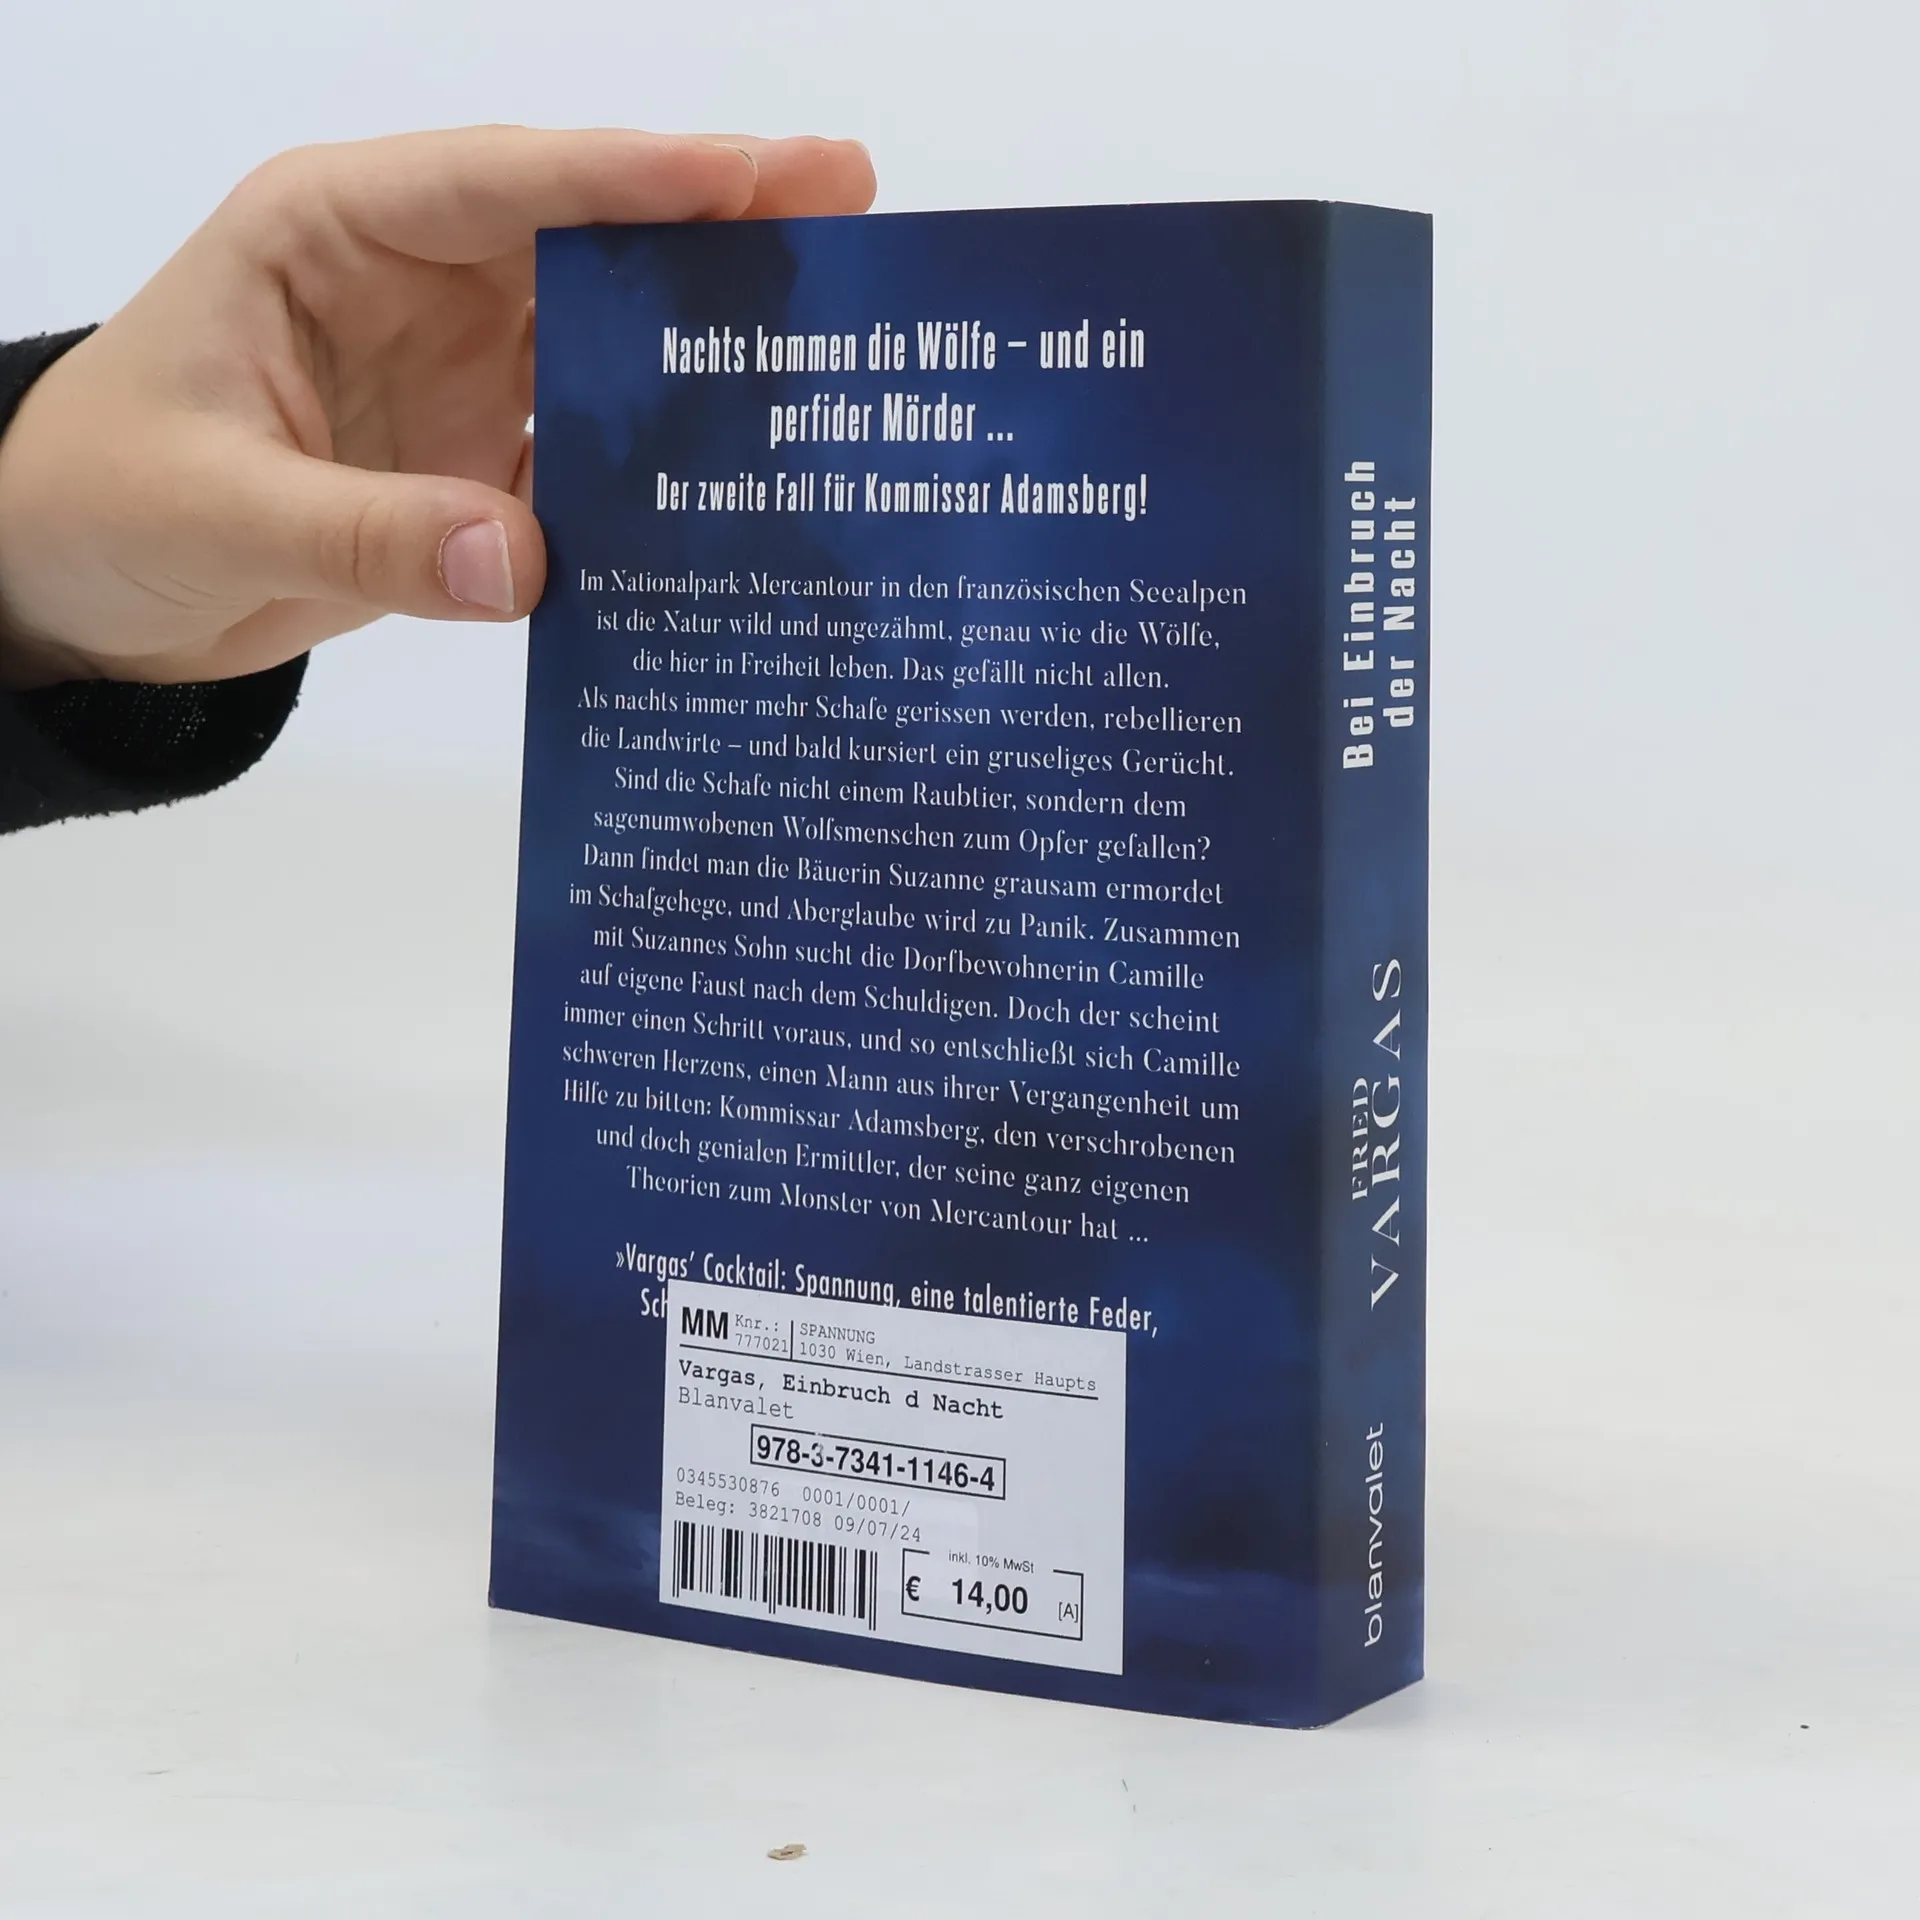 Nachts kommen die Wölfe – und ein
perfider Mörder ...
Der zweite Fall für Kommissar Adamsberg!
Im Nationalpark Mercantour in den französischen Seealpen
ist die Natur wild und ungezähmt, genau wie die Wölfe,
die hier in Freiheit leben. Das gefällt nicht allen.
Als nachts immer mehr Schafe gerissen werden, rebellieren
die Landwirte – und bald kursiert ein gruseliges Gerücht.
Sind die Schafe nicht einem Raubtier, sondern dem
sagenumwobenen Wolfsmenschen zum Opfer gefallen?
Dann findet man die Bäuerin Suzanne grausam ermordet
im Schafgehege, und Aberglaube wird zu Panik. Zusammen
mit Suzannes Sohn sucht die Dorfbewohnerin Camille
auf eigene Faust nach dem Schuldigen. Doch der scheint
immer einen Schritt voraus, und so entschließt sich Camille
schweren Herzens, einen Mann aus ihrer Vergangenheit um
Hilfe zu bitten: Kommissar Adamsberg, den verschrobenen
und doch genialen Ermittler, der seine ganz eigenen
Theorien zum Monster von Mercantour hat ...
»Vargas' Cocktail: Spannung, eine talentierte Feder,
MM Knr.: SPANNUNG
777021 1030 Wien, Landstrasser Haupts
Vargas, Einbruch d Nacht
Blanvalet
978-3-7341-1146-4
0345530876 0001/0001/
Beleg: 3821708 09/07/24
inkl. 10% MwSt
€ 14,00 [A]
Bei Einbruch
der Nacht
FRED
VARGAS
blanvalet